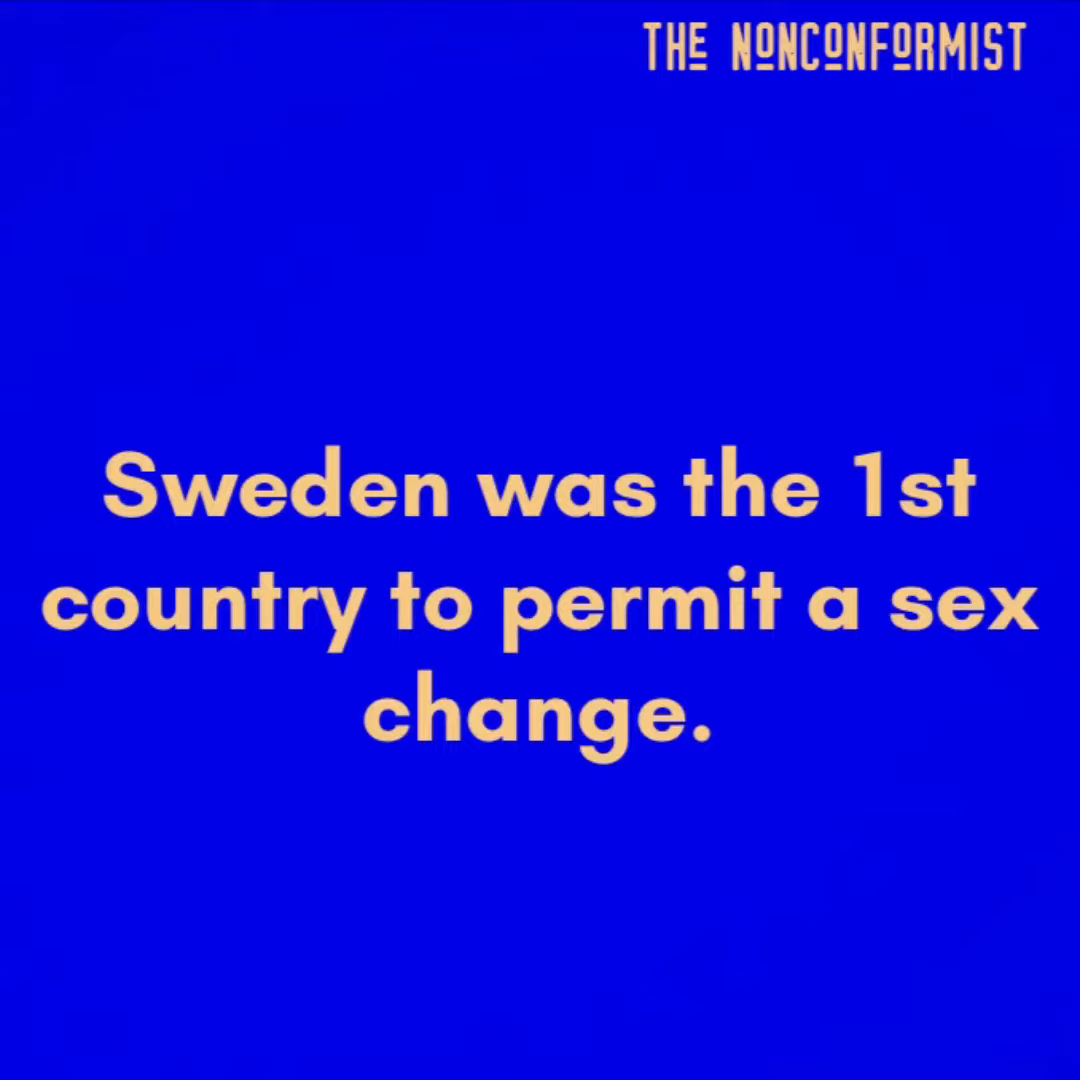 THE NONCONFORMIST
Sweden was the 1st
country to permit a sex
change.